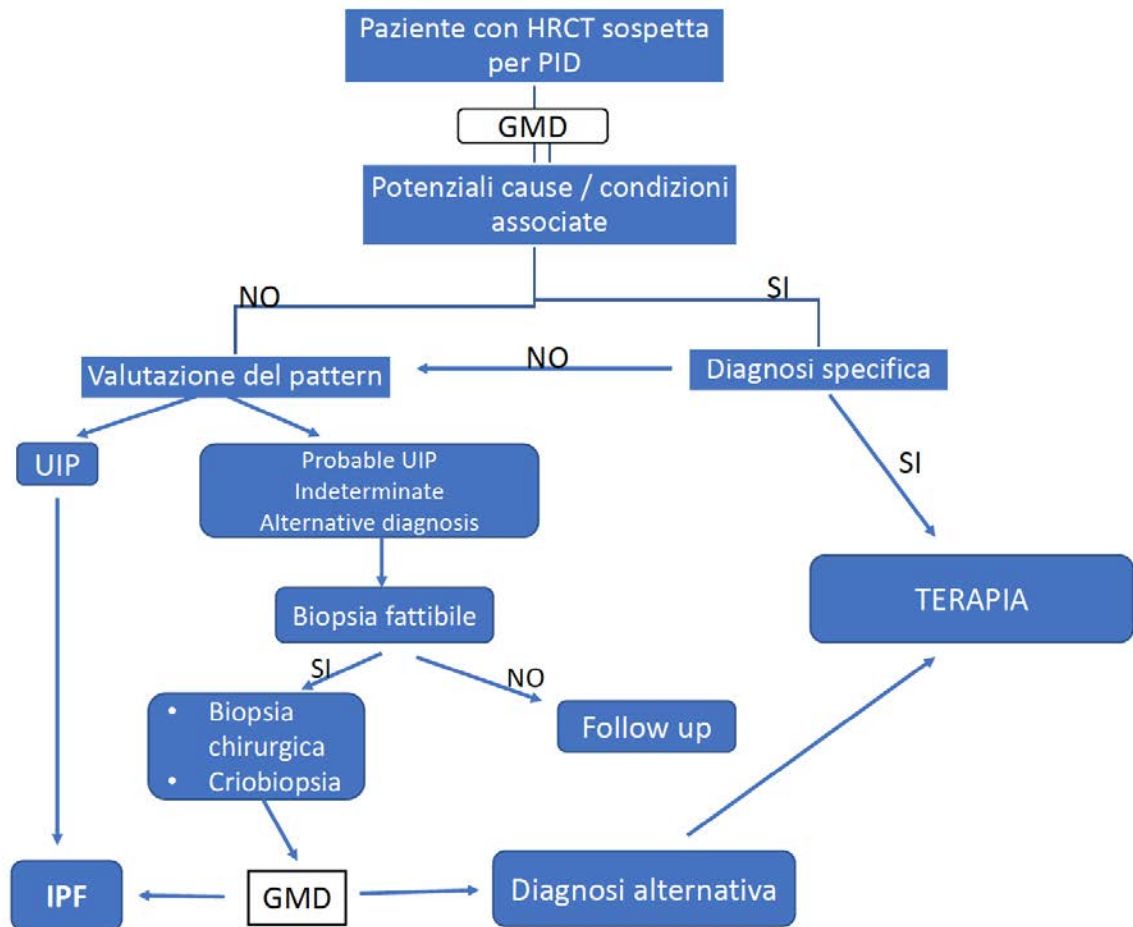 Paziente con HRCT sospetta
per PID
GMD
Potenziali cause / condizioni
associate
NO
SI
Valutazione del pattern
NO
Diagnosi specifica
UIP
Probable UIP
Indeterminate
Alternative diagnosis
SI
Biopsia fattibile
TERAPIA
SI
NO
• Biopsia
chirurgica
• Criobiopsia
Follow up
IPF
GMD
Diagnosi alternativa